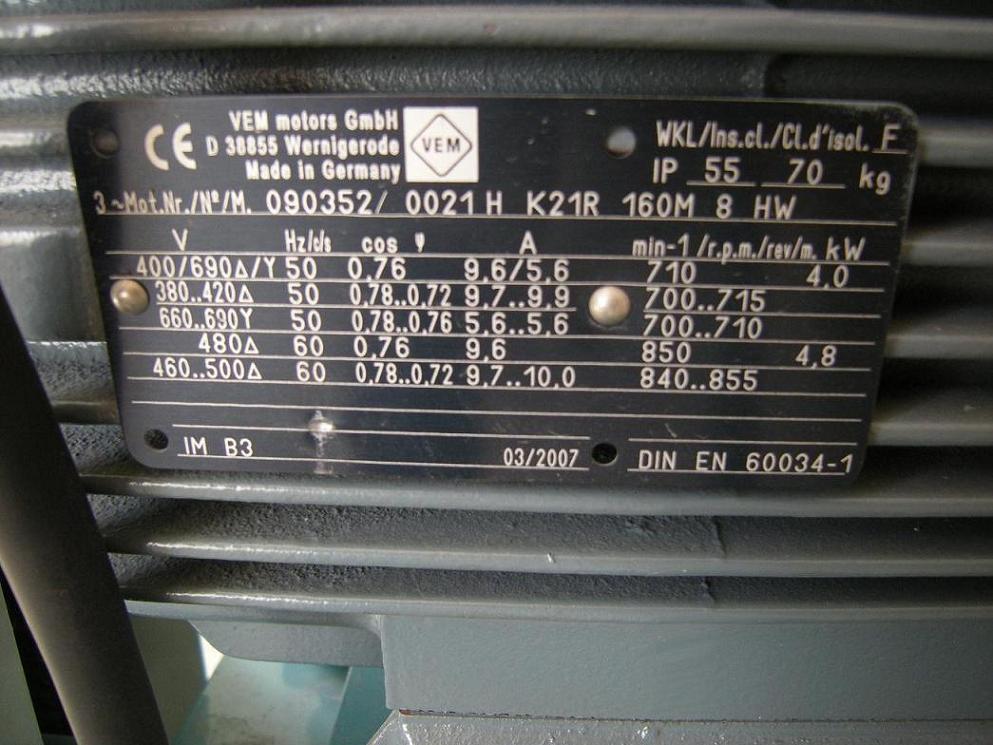 CE
VEM motors GmbH
D 38855 Wernigerode
Made in Germany
VEM
WKL/Ins.cl./Cl.d'isol. F
IP 55 70 kg
3~Mot.Nr./Nº/M. 090352/ 0021 H K21R 160M 8 HW
V Hz/c/s cos φ A min-1/r.p.m./rev/m. kW
400/690Δ/Y 50 0,76 9,6/5,6 710 4,0
380..420Δ 50 0,78..0,72 9,7..9,9 700..715
660..690Y 50 0,78..0,76 5,6..5,6 700..710
480Δ 60 0,76 9,6 850 4,8
460..500Δ 60 0,78..0,72 9,7..10,0 840..855
IM B3 03/2007 DIN EN 60034-1